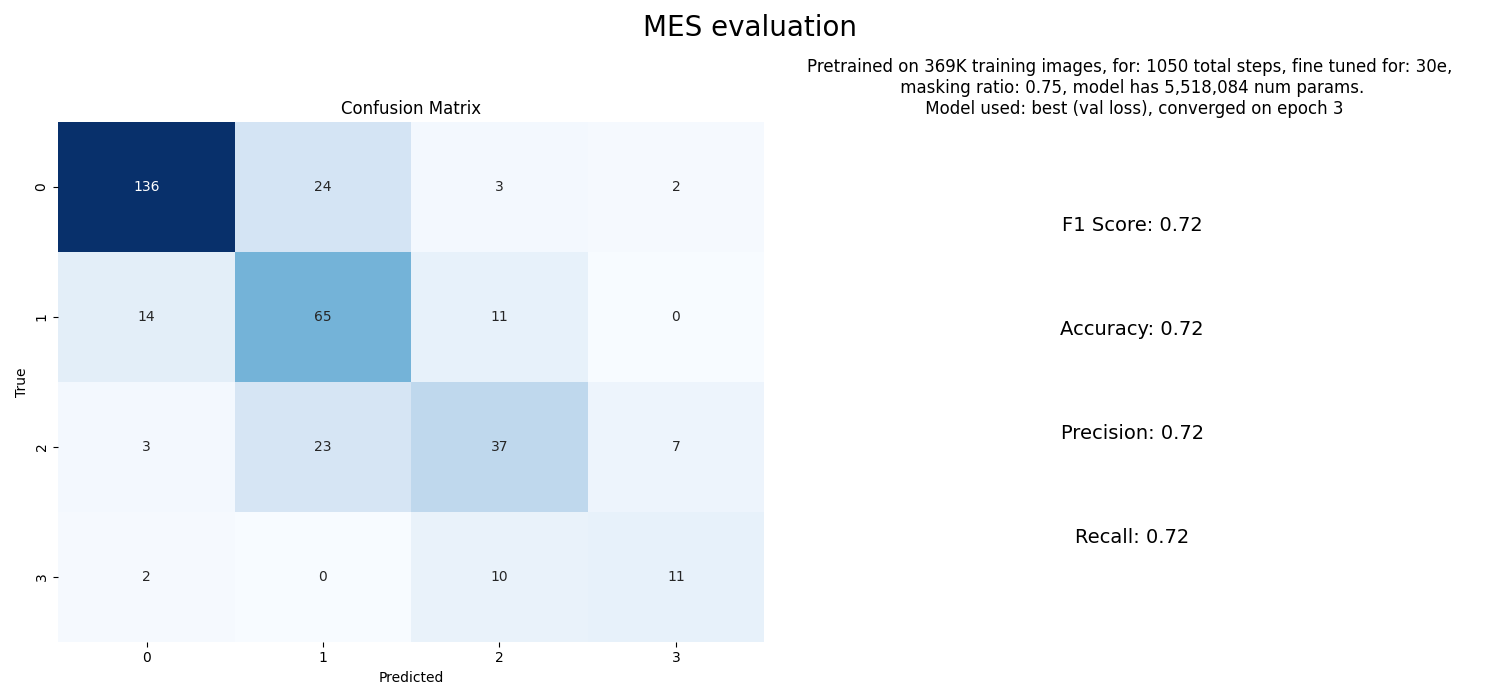 MES evaluation
Pretrained on 369K training images, for: 1050 total steps, fine tuned for: 30e,
masking ratio: 0.75, model has 5,518,084 num params.
Model used: best (val loss), converged on epoch 3
Confusion Matrix
True
0
136
24
3
2
1
14
65
11
0
2
3
23
37
7
3
2
0
10
11
0
1
2
3
Predicted
F1 Score: 0.72
Accuracy: 0.72
Precision: 0.72
Recall: 0.72